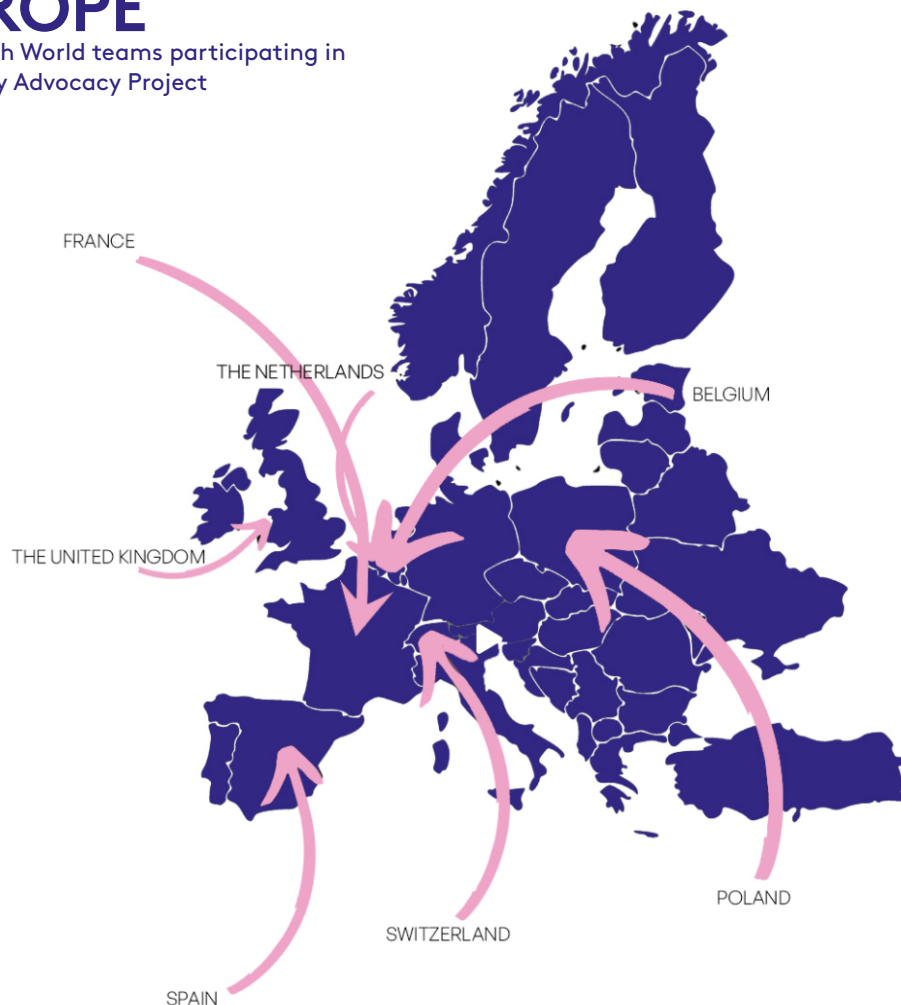 ROPE
h World teams participating in
y Advocacy Project
FRANCE
THE NETHERLANDS
BELGIUM
THE UNITED KINGDOM
POLAND
SWITZERLAND
SPAIN